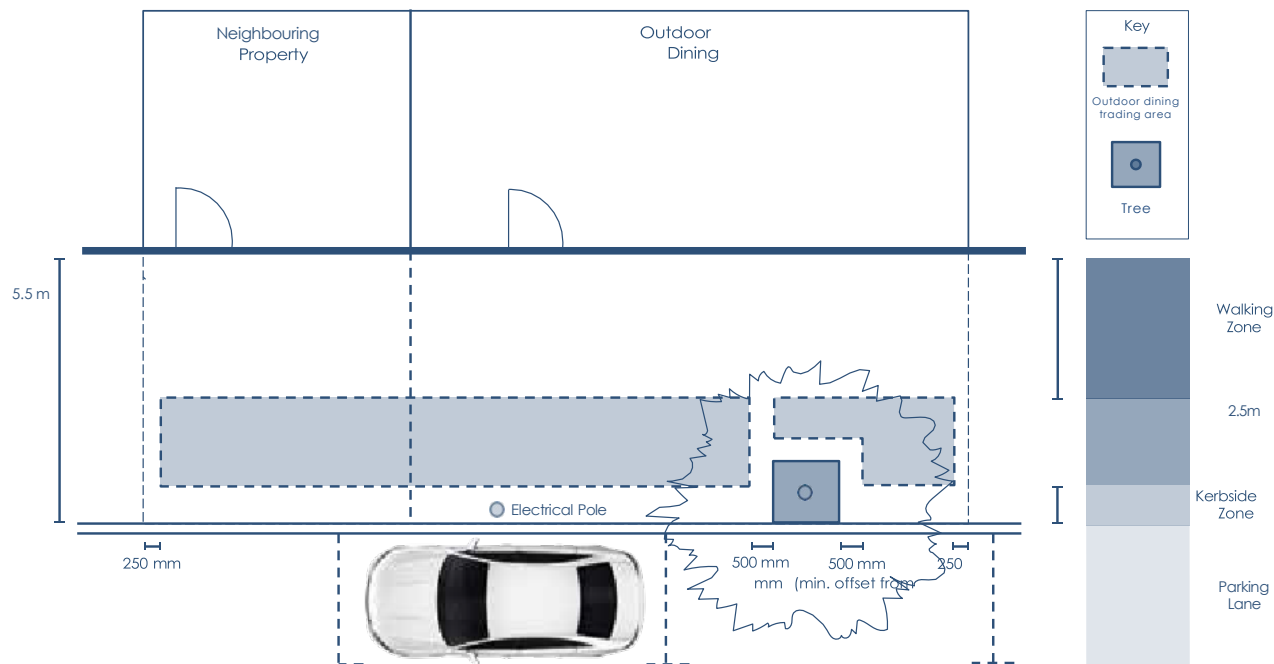 Neighbouring
Property
Outdoor
Dining
Key
Outdoor dining
trading area
Tree
5.5 m
Walking
Zone
2.5m
Kerbside
Zone
Electrical Pole
250 mm
500 mm
500 mm
250
mm (min. offset from
Parking
Lane